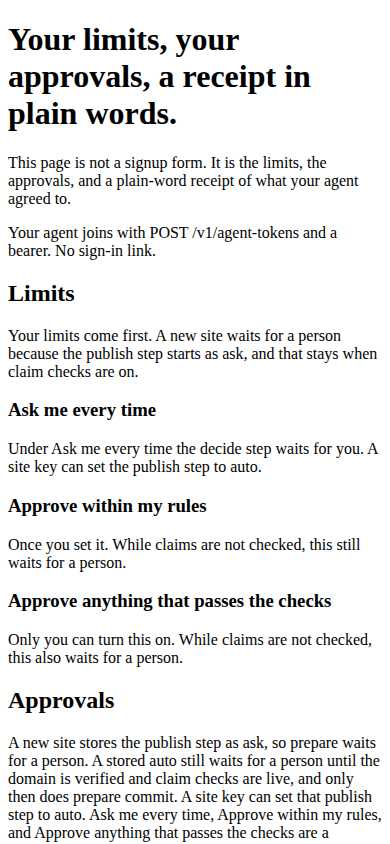 Your limits, your
approvals, a receipt in
plain words.
This page is not a signup form. It is the limits, the
approvals, and a plain-word receipt of what your agent
agreed to.
Your agent joins with POST /v1/agent-tokens and a
bearer. No sign-in link.
Limits
Your limits come first. A new site waits for a person
because the publish step starts as ask, and that stays when
claim checks are on.
Ask me every time
Under Ask me every time the decide step waits for you. A
site key can set the publish step to auto.
Approve within my rules
Once you set it. While claims are not checked, this still
waits for a person.
Approve anything that passes the checks
Only you can turn this on. While claims are not checked,
this also waits for a person.
Approvals
A new site stores the publish step as ask, so prepare waits
for a person. A stored auto still waits for a person until the
domain is verified and claim checks are live, and only
then does prepare commit. A site key can set that publish
step to auto. Ask me every time, Approve within my rules,
and Approve anything that passes the checks are a